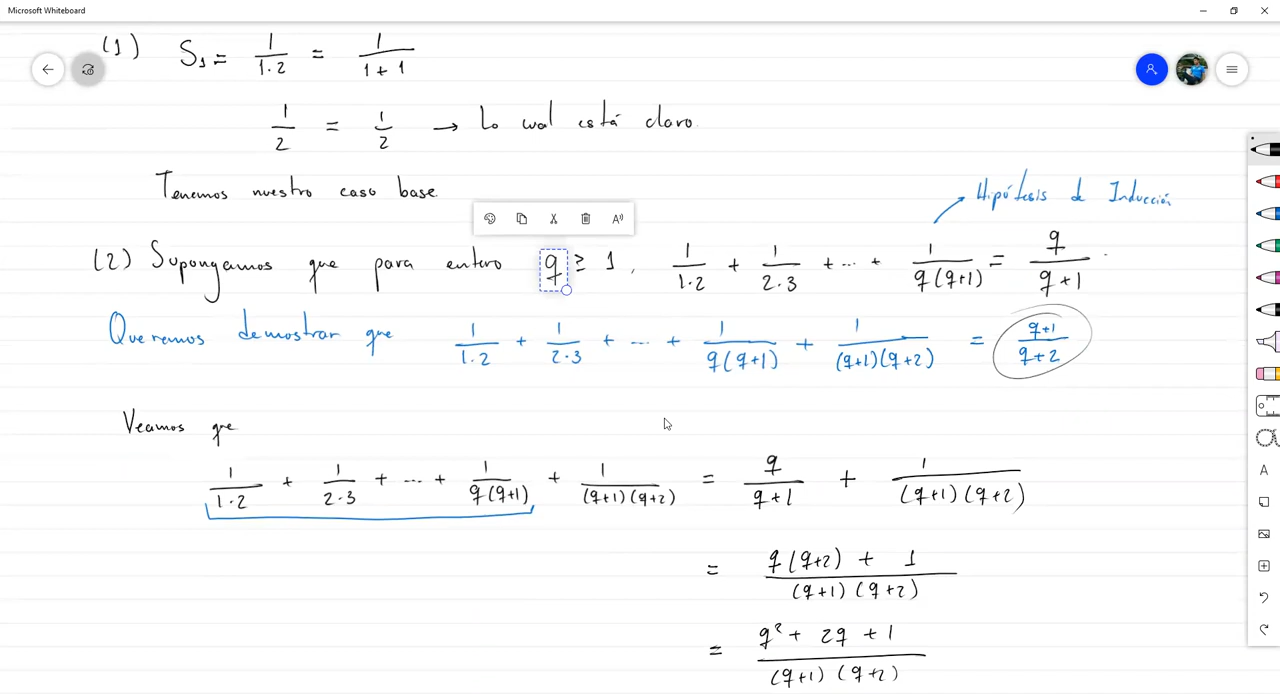 Microsoft Whiteboard
(1) S₁ = 1/(1·2) = 1/(1+1)
1/2 = 1/2 → Lo cual está claro
Tenemos nuestro caso base
Hipótesis de Inducción
(2) Supongamos que para entero q ≥ 1, 1/(1·2) + 1/(2·3) + ... + 1/(q(q+1)) = q/(q+1)
Queremos demostrar que 1/(1·2) + 1/(2·3) + ... + 1/(q(q+1)) + 1/((q+1)(q+2)) = (q+1)/(q+2)
Veamos que
1/(1·2) + 1/(2·3) + ... + 1/(q(q+1)) + 1/((q+1)(q+2)) = q/(q+1) + 1/((q+1)(q+2))
= (q(q+2) + 1)/((q+1)(q+2))
= (q² + 2q + 1)/((q+1)(q+2))